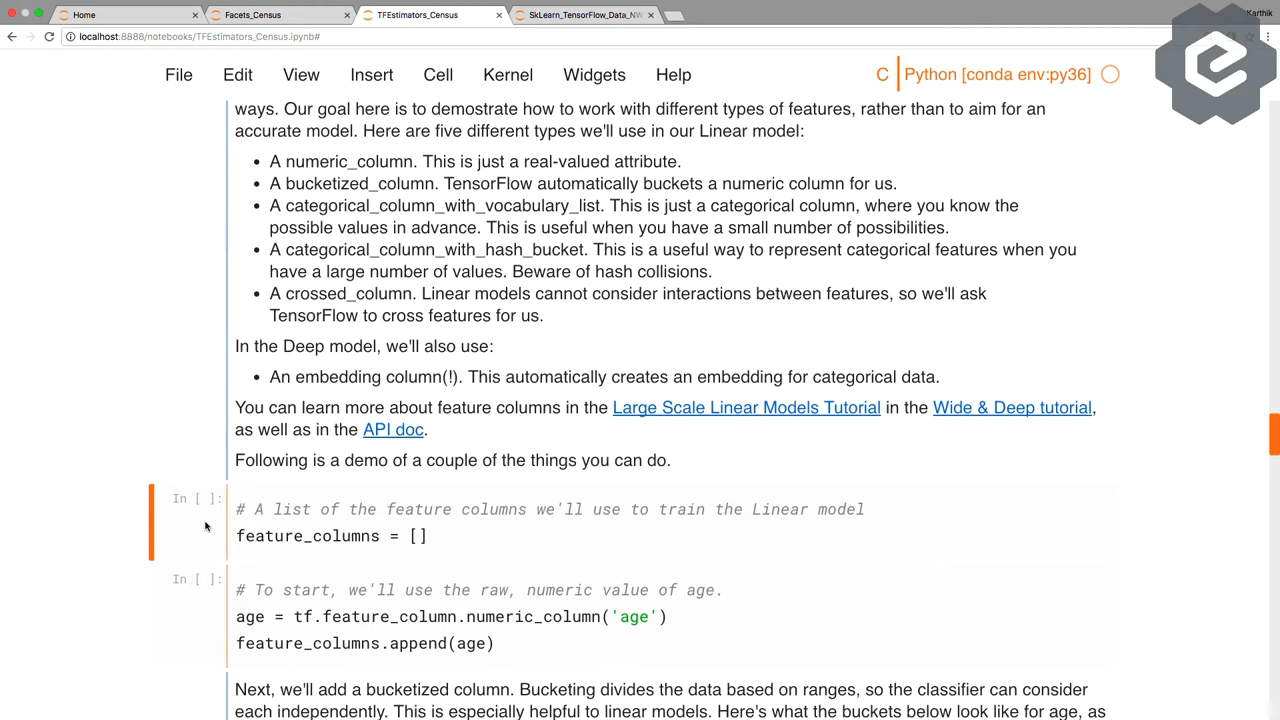 Home
Facets_Census
TFEstimators_Census
SkLearn_TensorFlow_Data_NW
Karthik
localhost:8888/notebooks/TFEstimators_Census.ipynb#
File Edit View Insert Cell Kernel Widgets Help
C Python [conda env:py36]
ways. Our goal here is to demostrate how to work with different types of features, rather than to aim for an
accurate model. Here are five different types we'll use in our Linear model:
• A numeric_column. This is just a real-valued attribute.
• A bucketized_column. TensorFlow automatically buckets a numeric column for us.
• A categorical_column_with_vocabulary_list. This is just a categorical column, where you know the
possible values in advance. This is useful when you have a small number of possibilities.
• A categorical_column_with_hash_bucket. This is a useful way to represent categorical features when you
have a large number of values. Beware of hash collisions.
• A crossed_column. Linear models cannot consider interactions between features, so we'll ask
TensorFlow to cross features for us.
In the Deep model, we'll also use:
• An embedding column(!). This automatically creates an embedding for categorical data.
You can learn more about feature columns in the Large Scale Linear Models Tutorial in the Wide & Deep tutorial,
as well as in the API doc.
Following is a demo of a couple of the things you can do.
In [ ]:
# A list of the feature columns we'll use to train the Linear model
feature_columns = []
In [ ]:
# To start, we'll use the raw, numeric value of age.
age = tf.feature_column.numeric_column('age')
feature_columns.append(age)
Next, we'll add a bucketized column. Bucketing divides the data based on ranges, so the classifier can consider
each independently. This is especially helpful to linear models. Here's what the buckets below look like for age, as